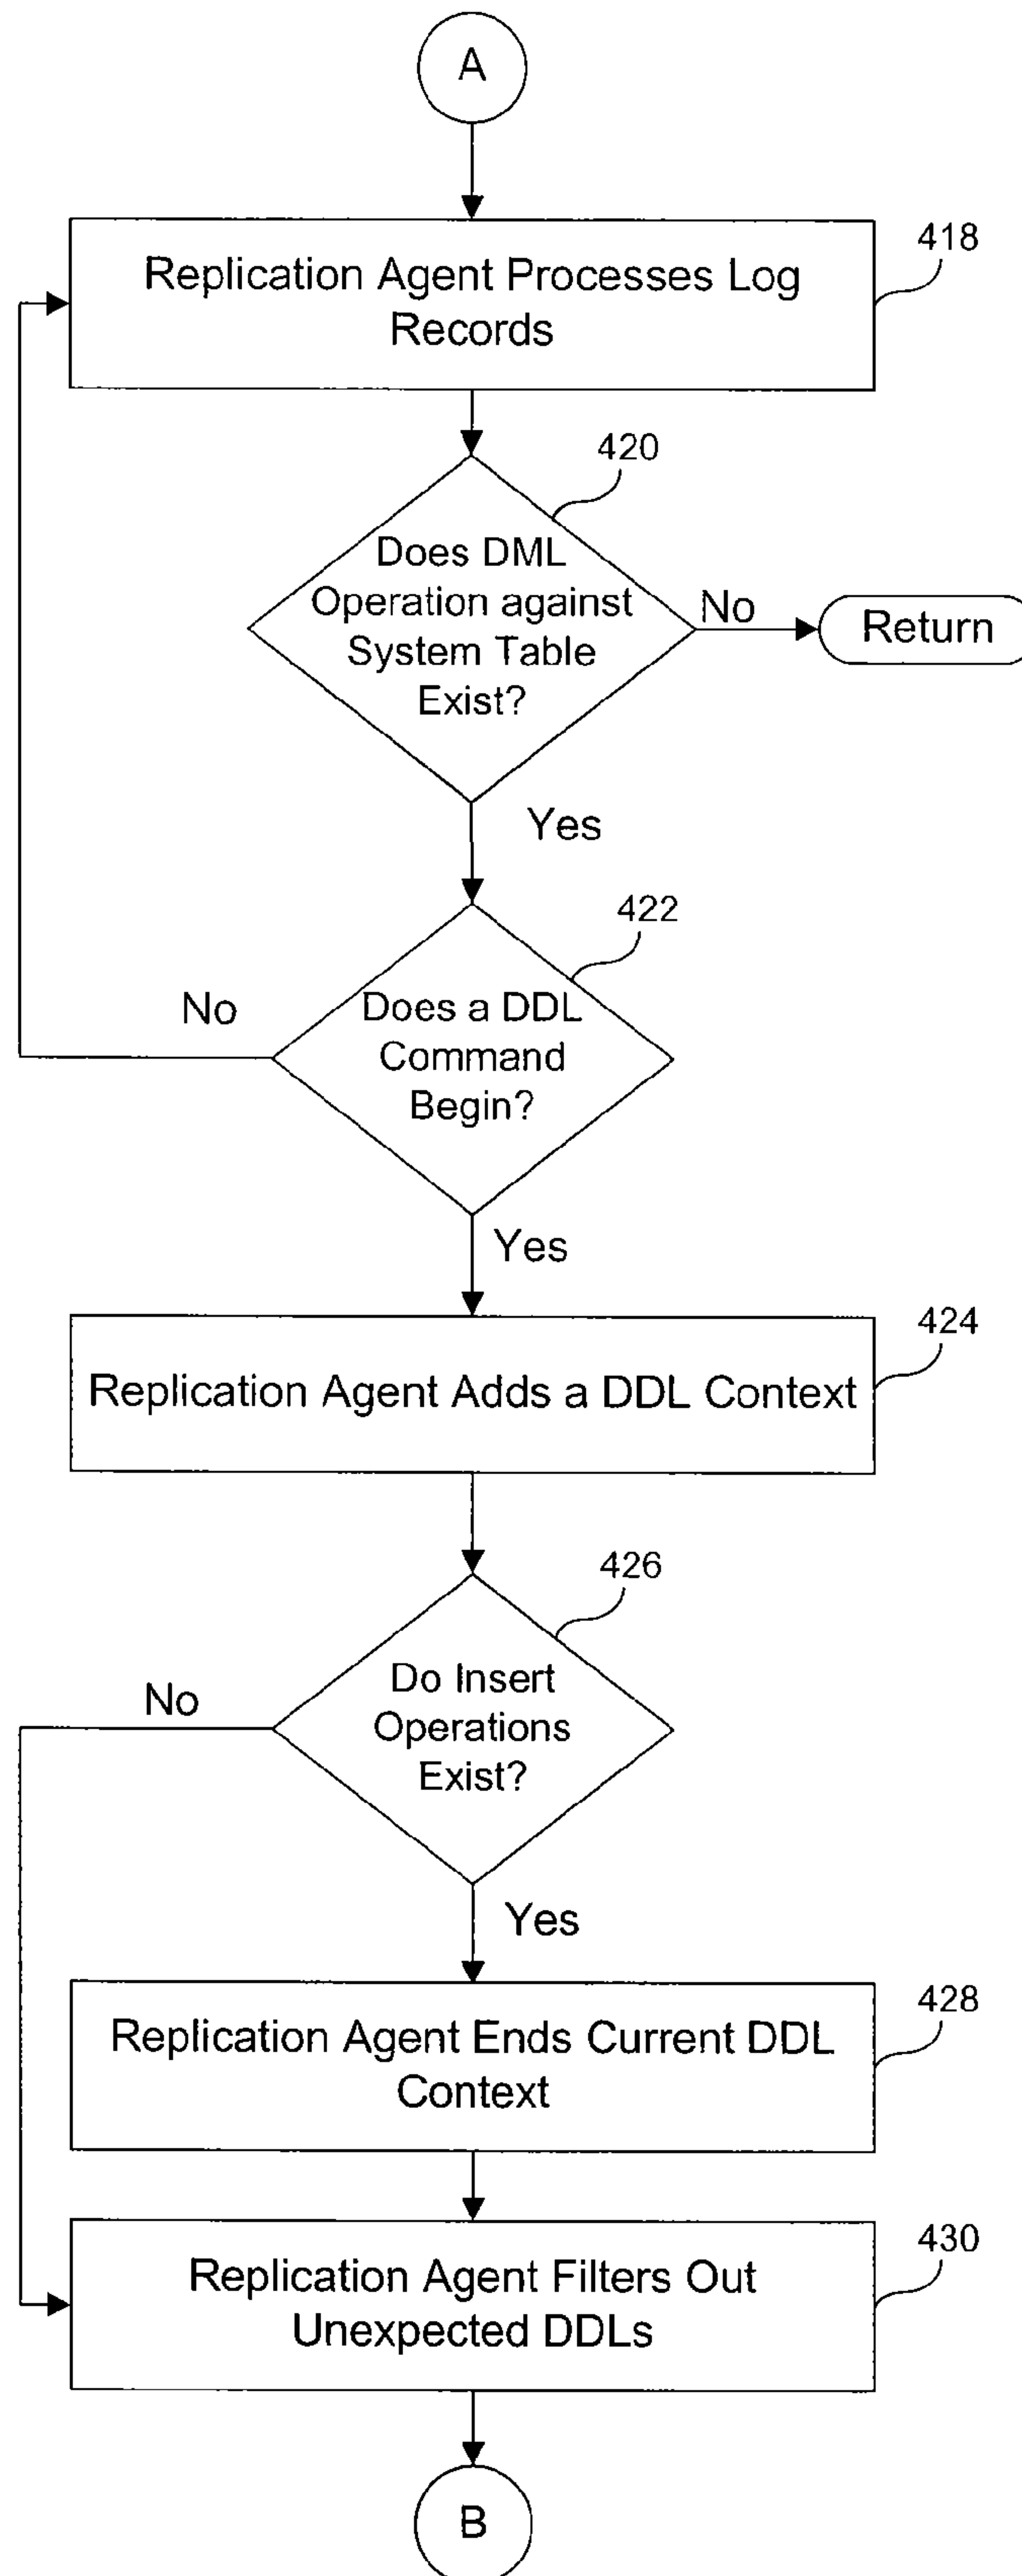 A
418
Replication Agent Processes Log
Records
420
Does DML
Operation against
System Table
Exist?
No
Return
Yes
422
Does a DDL
Command
Begin?
No
Yes
424
Replication Agent Adds a DDL Context
426
Do Insert
Operations
Exist?
No
Yes
428
Replication Agent Ends Current DDL
Context
430
Replication Agent Filters Out
Unexpected DDLs
B